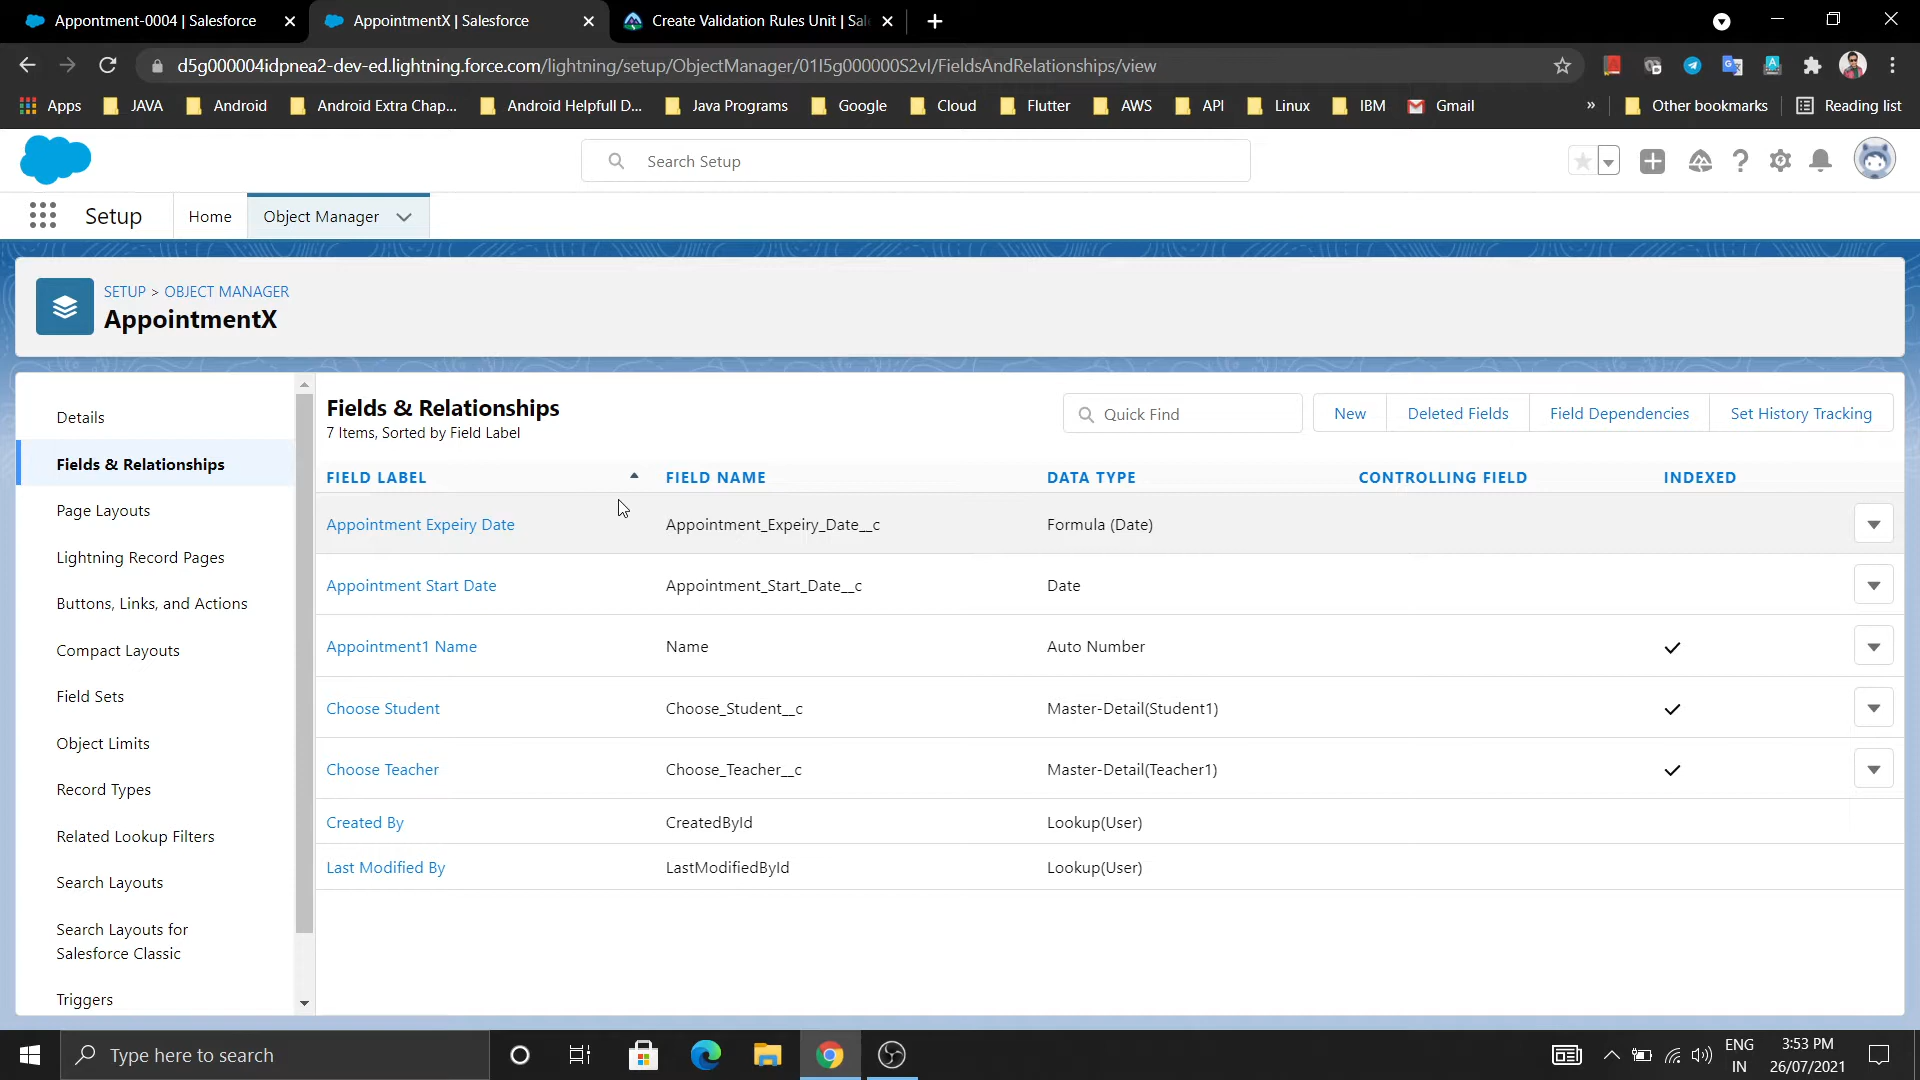 Appontment-0004 | Salesforce
AppointmentX | Salesforce
Create Validation Rules Unit | Sal
d5g000004idpnea2-dev-ed.lightning.force.com/lightning/setup/ObjectManager/01I5g000000S2vI/FieldsAndRelationships/view
Apps
JAVA
Android
Android Extra Chap...
Android Helpfull D...
Java Programs
Google
Cloud
Flutter
AWS
API
Linux
IBM
Gmail
»
Other bookmarks
Reading list
Search Setup
Setup
Home
Object Manager
SETUP > OBJECT MANAGER
AppointmentX
Details
Fields & Relationships
Page Layouts
Lightning Record Pages
Buttons, Links, and Actions
Compact Layouts
Field Sets
Object Limits
Record Types
Related Lookup Filters
Search Layouts
Search Layouts for
Salesforce Classic
Triggers
Fields & Relationships
7 Items, Sorted by Field Label
Quick Find
New
Deleted Fields
Field Dependencies
Set History Tracking
FIELD LABEL FIELD NAME DATA TYPE CONTROLLING FIELD INDEXED
Appointment Expeiry Date Appointment_Expeiry_Date__c Formula (Date)
Appointment Start Date Appointment_Start_Date__c Date
Appointment1 Name Name Auto Number
Choose Student Choose_Student__c Master-Detail(Student1)
Choose Teacher Choose_Teacher__c Master-Detail(Teacher1)
Created By CreatedById Lookup(User)
Last Modified By LastModifiedById Lookup(User)
Type here to search
ENG
IN
3:53 PM
26/07/2021